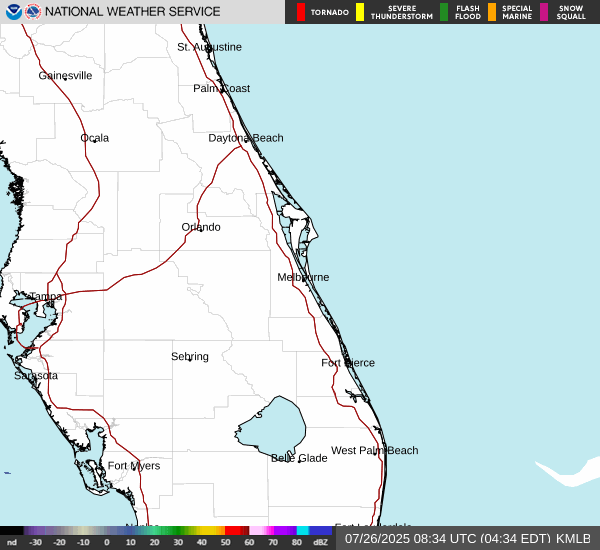 NATIONAL WEATHER SERVICE
TORNADO
SEVERE THUNDERSTORM
FLASH FLOOD
SPECIAL MARINE
SNOW SQUALL
St. Augustine
Gainesville
Palm Coast
Ocala
Daytona Beach
Orlando
Melbourne
Tampa
Sebring
Fort Pierce
Sarasota
West Palm Beach
Belle Glade
Fort Myers
nd -30 -20 -10 0 10 20 30 40 50 60 70 80 dBZ
07/26/2025 08:34 UTC (04:34 EDT) KMLB